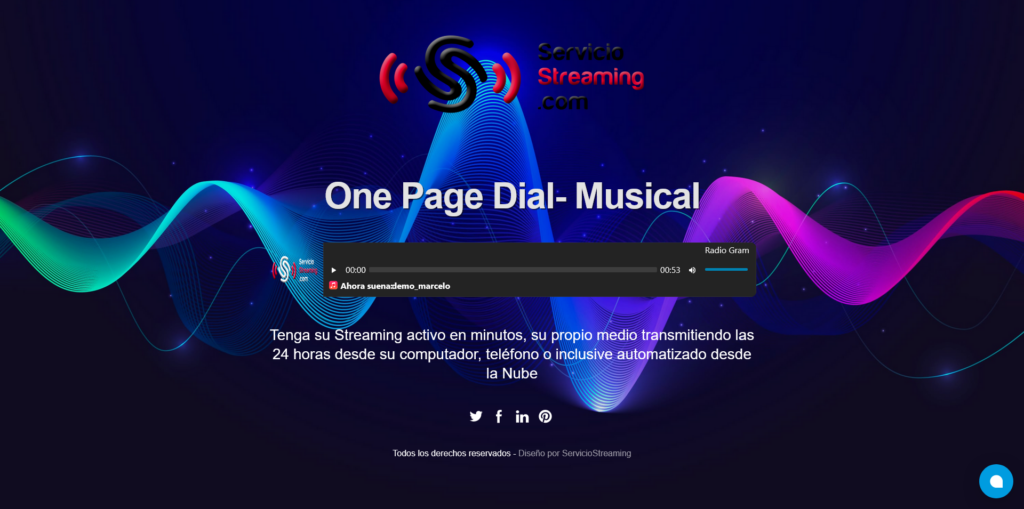 Servicio
Streaming
.com
One Page Dial- Musical
Radio Gram
Servicio
Streaming
.com
00:00
00:53
Ahora suena:demo_marcelo
Tenga su Streaming activo en minutos, su propio medio transmitiendo las
24 horas desde su computador, teléfono o inclusive automatizado desde
la Nube
Todos los derechos reservados - Diseño por ServicioStreaming